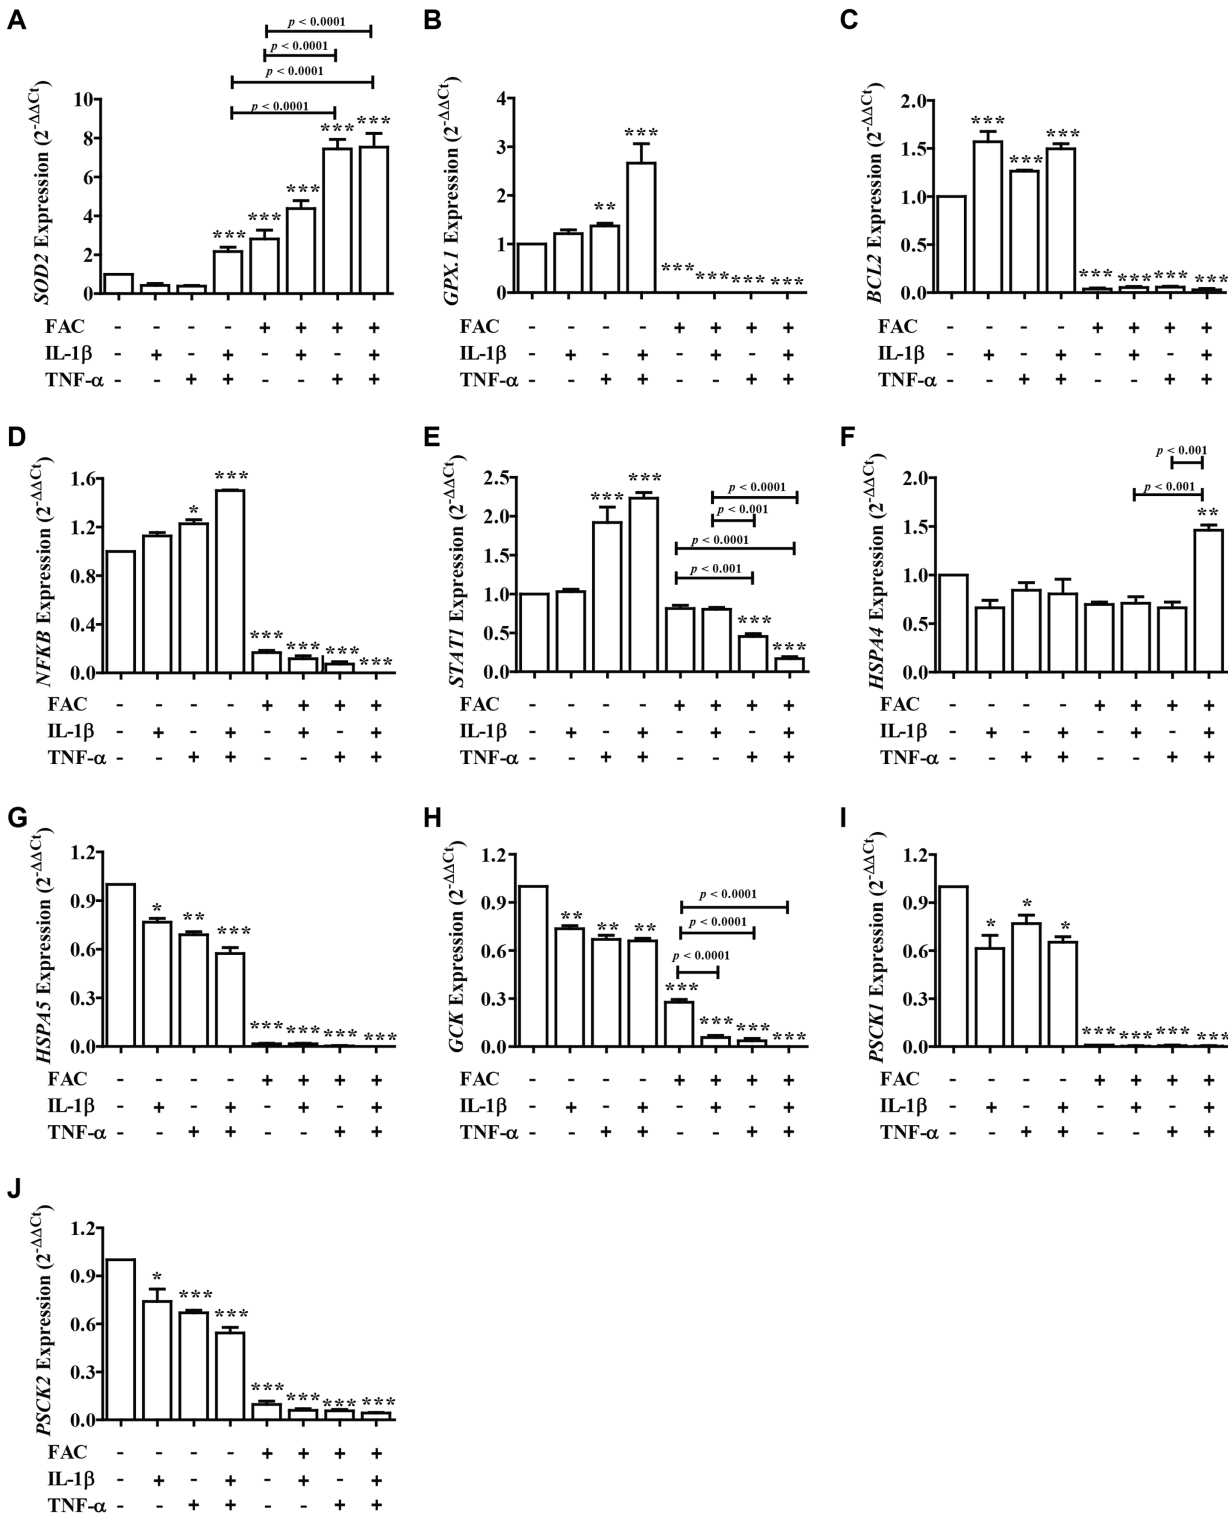 A
p < 0.0001
p < 0.0001
p < 0.0001
p < 0.0001
SOD2 Expression (2-ΔΔCt)
10
8
6
4
2
0
*** *** *** *** ***
FAC - - - - + + + +
IL-1β - + - + - + - +
TNF-α - - + + - - + +
B
GPX.1 Expression (2-ΔΔCt)
4
3
2
1
0
** *** *** *** *** ***
FAC - - - - + + + +
IL-1β - + - + - + - +
TNF-α - - + + - - + +
C
BCL2 Expression (2-ΔΔCt)
2.0
1.5
1.0
0.5
0.0
*** *** *** *** *** *** ***
FAC - - - - + + + +
IL-1β - + - + - + - +
TNF-α - - + + - - + +
D
NFKB Expression (2-ΔΔCt)
1.6
1.2
0.8
0.4
0.0
* *** *** *** *** ***
FAC - - - - + + + +
IL-1β - + - + - + - +
TNF-α - - + + - - + +
E
p < 0.0001
p < 0.001
p < 0.0001
p < 0.001
STAT1 Expression (2-ΔΔCt)
2.5
2.0
1.5
1.0
0.5
0.0
*** *** *** ***
FAC - - - - + + + +
IL-1β - + - + - + - +
TNF-α - - + + - - + +
F
p < 0.001
p < 0.001
HSPA4 Expression (2-ΔΔCt)
2.0
1.5
1.0
0.5
0.0
**
FAC - - - - + + + +
IL-1β - + - + - + - +
TNF-α - - + + - - + +
G
HSPA5 Expression (2-ΔΔCt)
1.2
0.9
0.6
0.3
0.0
* ** *** *** *** *** ***
FAC - - - - + + + +
IL-1β - + - + - + - +
TNF-α - - + + - - + +
H
p < 0.0001
p < 0.0001
p < 0.0001
GCK Expression (2-ΔΔCt)
1.2
0.9
0.6
0.3
0.0
** ** ** *** *** *** ***
FAC - - - - + + + +
IL-1β - + - + - + - +
TNF-α - - + + - - + +
I
PSCK1 Expression (2-ΔΔCt)
1.2
0.9
0.6
0.3
0.0
* * * *** *** *** ***
FAC - - - - + + + +
IL-1β - + - + - + - +
TNF-α - - + + - - + +
J
PSCK2 Expression (2-ΔΔCt)
1.2
0.9
0.6
0.3
0.0
* *** *** *** *** *** ***
FAC - - - - + + + +
IL-1β - + - + - + - +
TNF-α - - + + - - + +